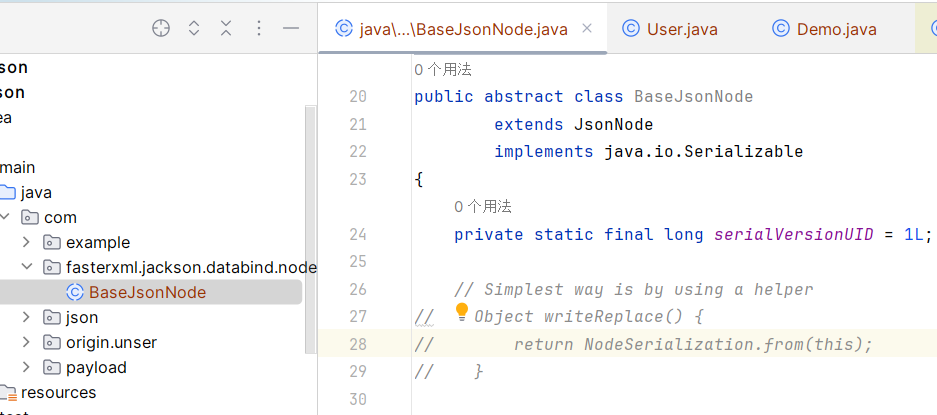 java\...\BaseJsonNode.java
User.java
Demo.java
son
son
ea
main
java
com
example
fasterxml.jackson.databind.node
BaseJsonNode
json
origin.unser
payload
resources
0 个用法
20 public abstract class BaseJsonNode
21 extends JsonNode
22 implements java.io.Serializable
23 {
0 个用法
24 private static final long serialVersionUID = 1L;
25
26 // Simplest way is by using a helper
27 // Object writeReplace() {
28 // return NodeSerialization.from(this);
29 // }
30